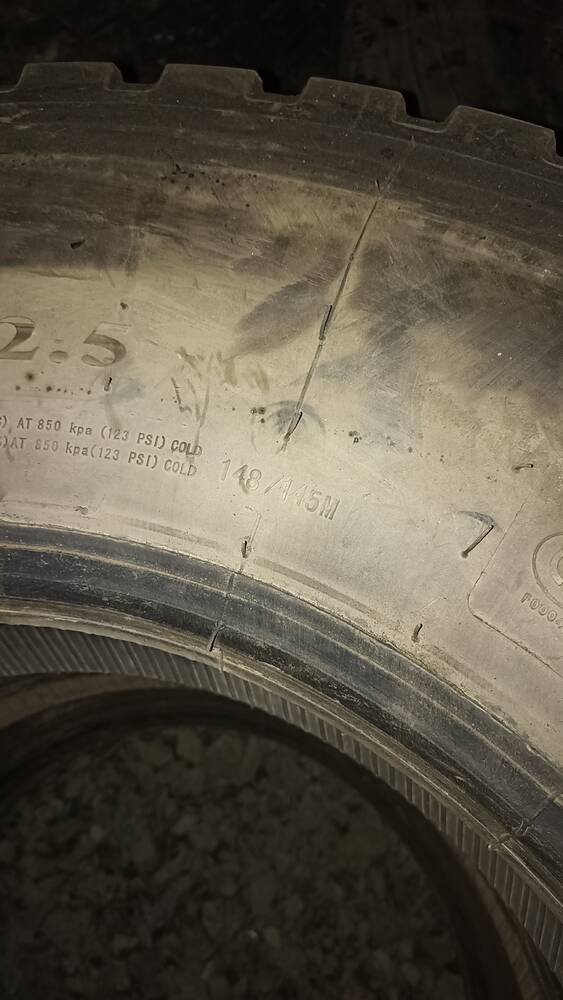 2.5
) AT 850 kpa (123 PSI) COLD
)AT 850 kpa(123 PSI) COLD
148/145M